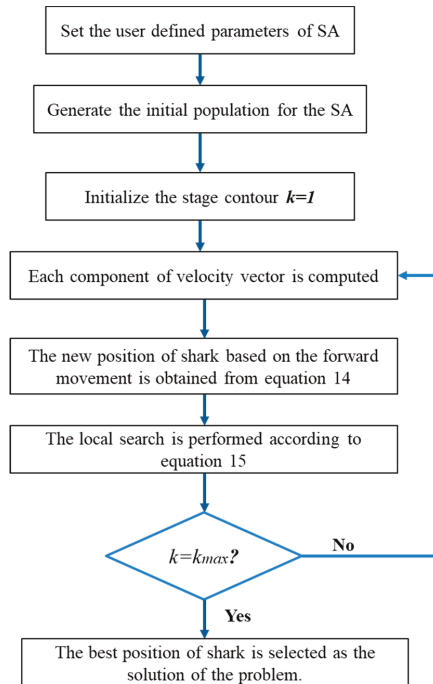 Set the user defined parameters of SA
Generate the initial population for the SA
Initialize the stage contour k=1
Each component of velocity vector is computed
The new position of shark based on the forward
movement is obtained from equation 14
The local search is performed according to
equation 15
k=kmax?
No
Yes
The best position of shark is selected as the
solution of the problem.